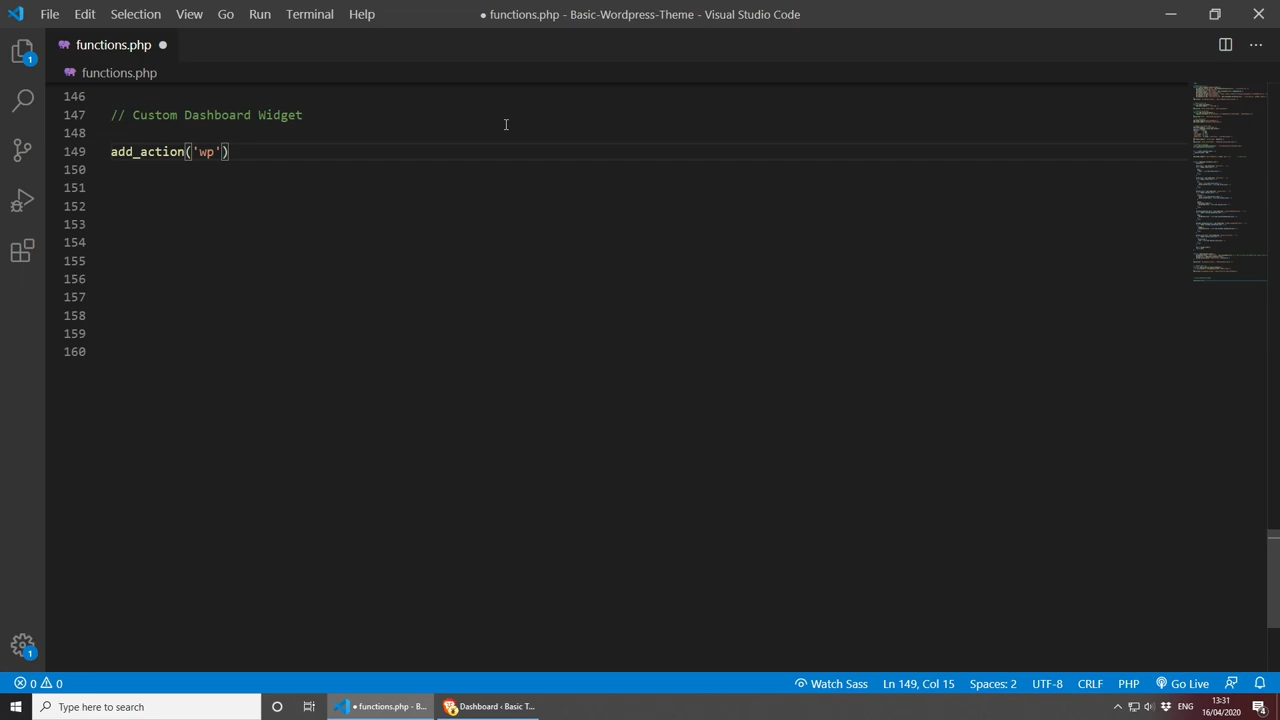 File Edit Selection View Go Run Terminal Help
● functions.php - Basic-Wordpress-Theme - Visual Studio Code
1
functions.php
functions.php
146
147 // Custom Dashboard Widget
148
149 add_action('wp')
150
151
152
153
154
155
156
157
158
159
160
1
0 0
Watch Sass
Ln 149, Col 15
Spaces: 2
UTF-8
CRLF
PHP
Go Live
Type here to search
● functions.php - B...
Dashboard ‹ Basic T...
ENG
13:31
16/04/2020
4